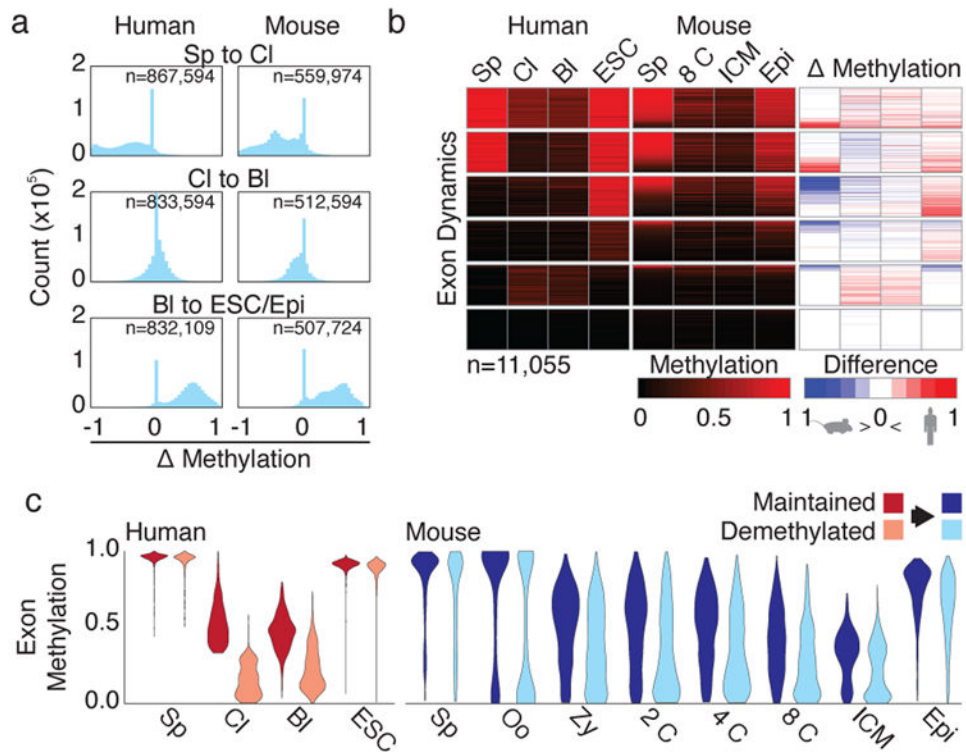 a
Human Mouse
Sp to Cl
n=867,594 n=559,974
2
1
0
Cl to Bl
n=833,594 n=512,594
2
1
0
Bl to ESC/Epi
n=832,109 n=507,724
2
1
0
Count (x10⁵)
-1 0 1 -1 0 1
Δ Methylation
b
Human Mouse
Sp Cl Bl ESC Sp 8 C ICM Epi
Δ Methylation
Exon Dynamics
n=11,055
Methylation
0 0.5 1
Difference
1 0 1
> <
c
Human Mouse
Maintained
Demethylated
Exon
Methylation
1.0
0.5
0.0
Sp Cl Bl ESC Sp Oo Zy 2 C 4 C 8 C ICM Epi